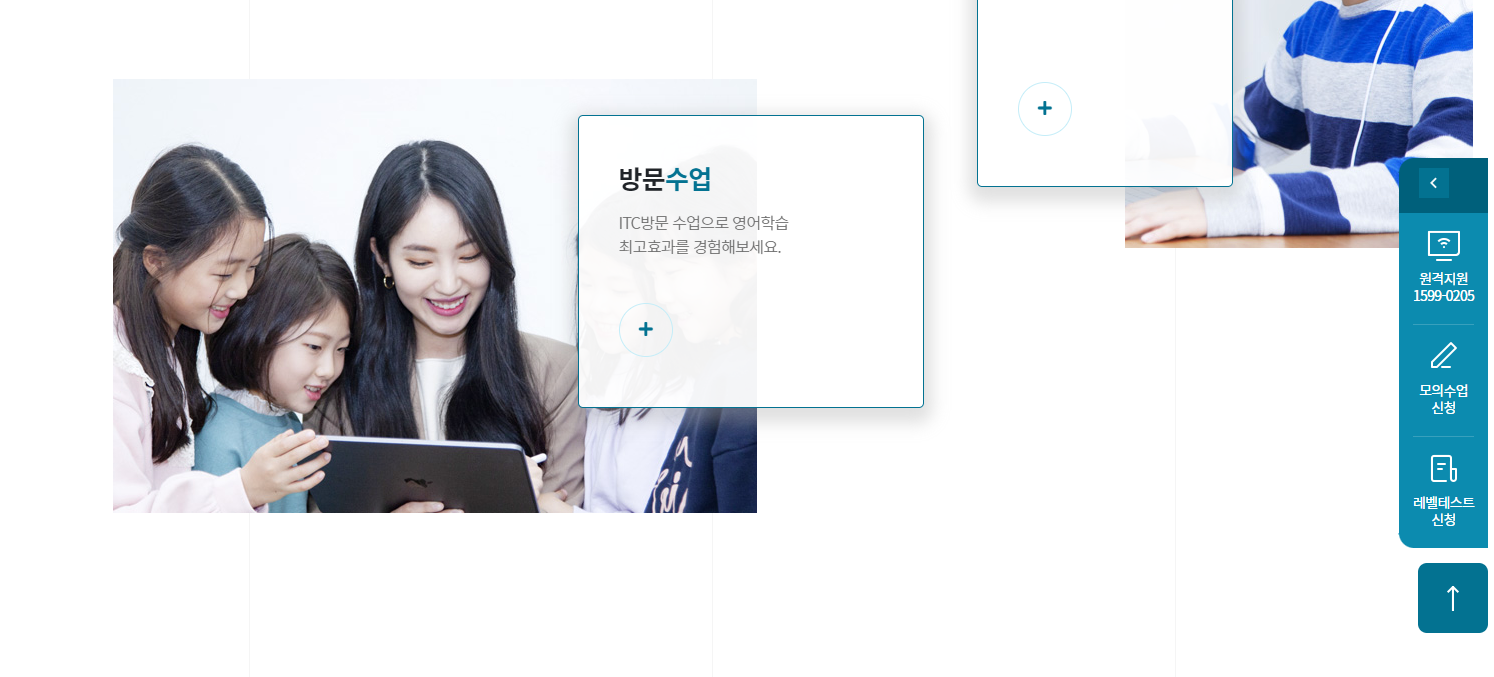 방문수업
ITC방문 수업으로 영어학습
최고효과를 경험해보세요.
원격지원
1599-0205
모의수업
신청
레벨테스트
신청